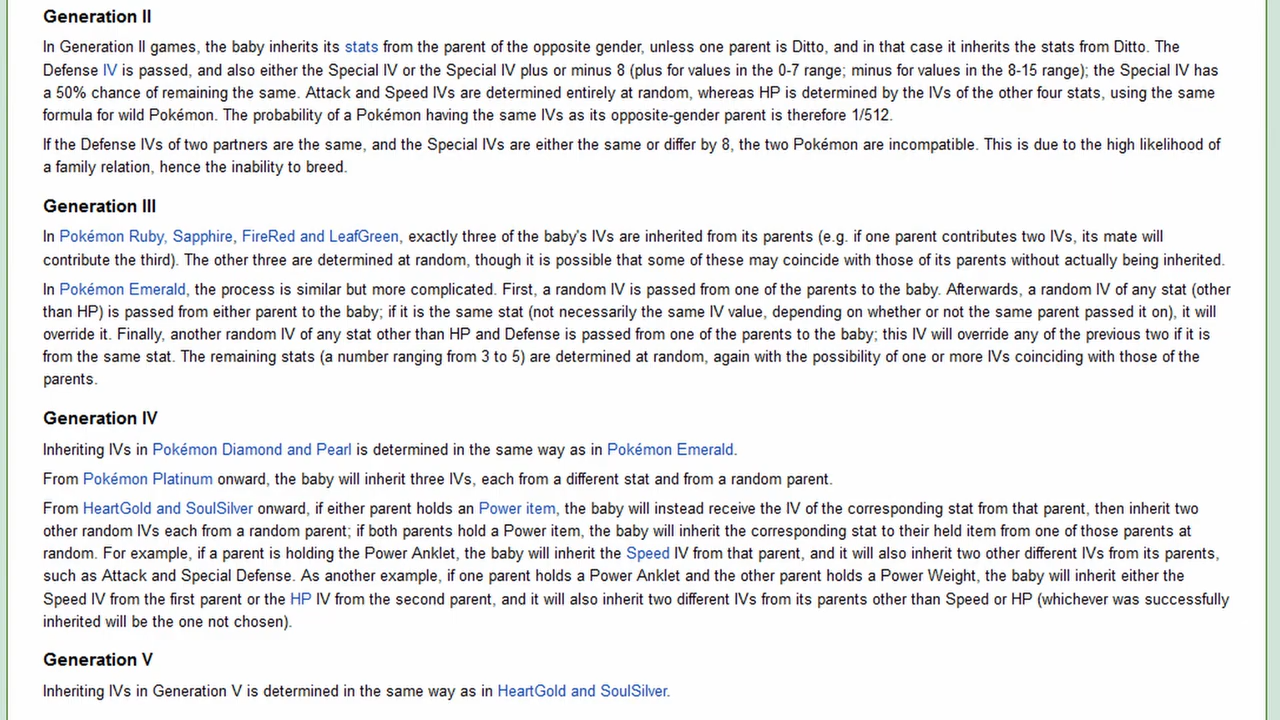 Generation II
In Generation II games, the baby inherits its stats from the parent of the opposite gender, unless one parent is Ditto, and in that case it inherits the stats from Ditto. The
Defense IV is passed, and also either the Special IV or the Special IV plus or minus 8 (plus for values in the 0-7 range; minus for values in the 8-15 range); the Special IV has
a 50% chance of remaining the same. Attack and Speed IVs are determined entirely at random, whereas HP is determined by the IVs of the other four stats, using the same
formula for wild Pokémon. The probability of a Pokémon having the same IVs as its opposite-gender parent is therefore 1/512.
If the Defense IVs of two partners are the same, and the Special IVs are either the same or differ by 8, the two Pokémon are incompatible. This is due to the high likelihood of
a family relation, hence the inability to breed.
Generation III
In Pokémon Ruby, Sapphire, FireRed and LeafGreen, exactly three of the baby's IVs are inherited from its parents (e.g. if one parent contributes two IVs, its mate will
contribute the third). The other three are determined at random, though it is possible that some of these may coincide with those of its parents without actually being inherited.
In Pokémon Emerald, the process is similar but more complicated. First, a random IV is passed from one of the parents to the baby. Afterwards, a random IV of any stat (other
than HP) is passed from either parent to the baby; if it is the same stat (not necessarily the same IV value, depending on whether or not the same parent passed it on), it will
override it. Finally, another random IV of any stat other than HP and Defense is passed from one of the parents to the baby; this IV will override any of the previous two if it is
from the same stat. The remaining stats (a number ranging from 3 to 5) are determined at random, again with the possibility of one or more IVs coinciding with those of the
parents.
Generation IV
Inheriting IVs in Pokémon Diamond and Pearl is determined in the same way as in Pokémon Emerald.
From Pokémon Platinum onward, the baby will inherit three IVs, each from a different stat and from a random parent.
From HeartGold and SoulSilver onward, if either parent holds an Power item, the baby will instead receive the IV of the corresponding stat from that parent, then inherit two
other random IVs each from a random parent; if both parents hold a Power item, the baby will inherit the corresponding stat to their held item from one of those parents at
random. For example, if a parent is holding the Power Anklet, the baby will inherit the Speed IV from that parent, and it will also inherit two other different IVs from its parents,
such as Attack and Special Defense. As another example, if one parent holds a Power Anklet and the other parent holds a Power Weight, the baby will inherit either the
Speed IV from the first parent or the HP IV from the second parent, and it will also inherit two different IVs from its parents other than Speed or HP (whichever was successfully
inherited will be the one not chosen).
Generation V
Inheriting IVs in Generation V is determined in the same way as in HeartGold and SoulSilver.